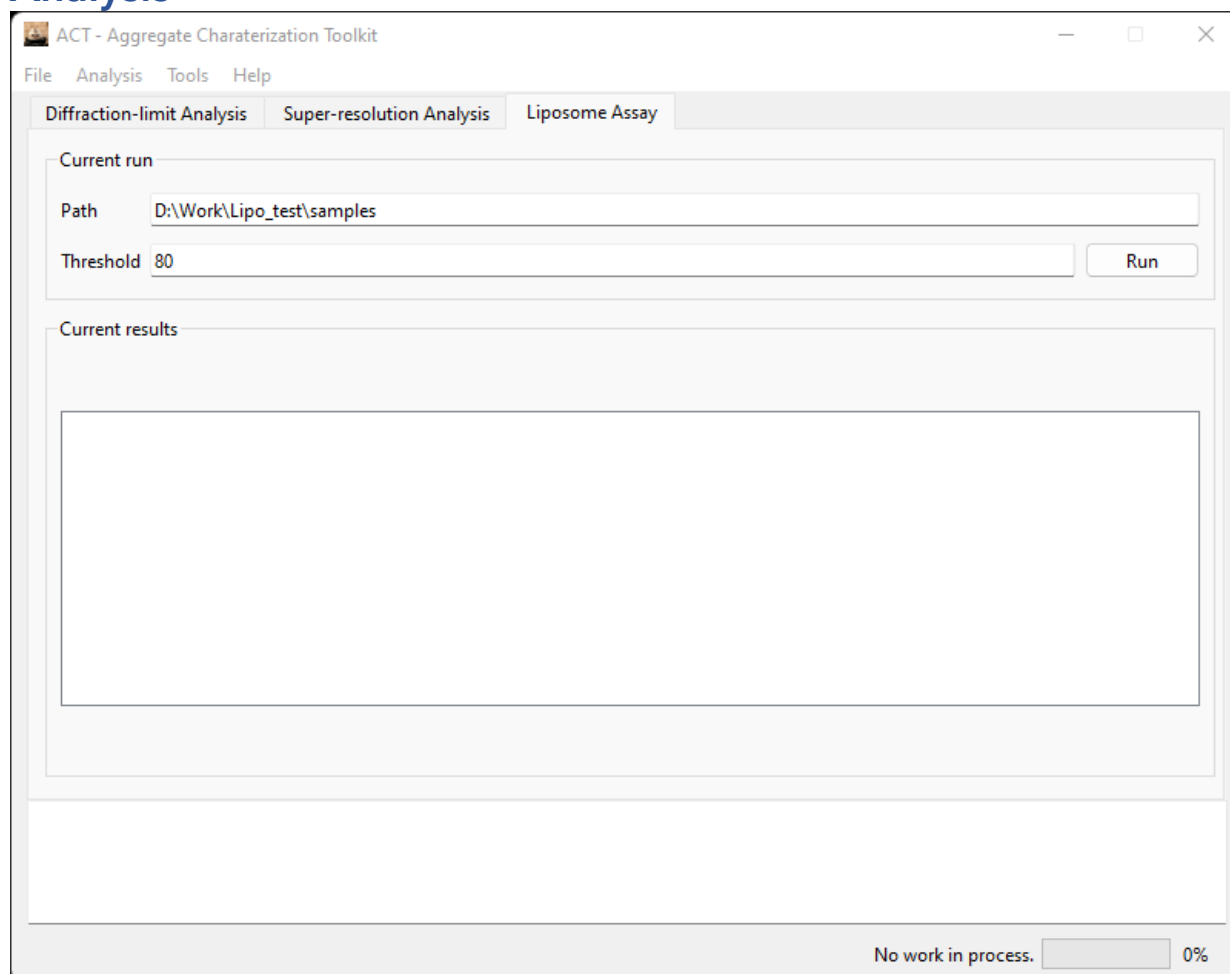 Analysis
ACT - Aggregate Charaterization Toolkit
File Analysis Tools Help
Diffraction-limit Analysis Super-resolution Analysis Liposome Assay
Current run
Path D:\Work\Lipo_test\samples
Threshold 80 Run
Current results
No work in process. 0%